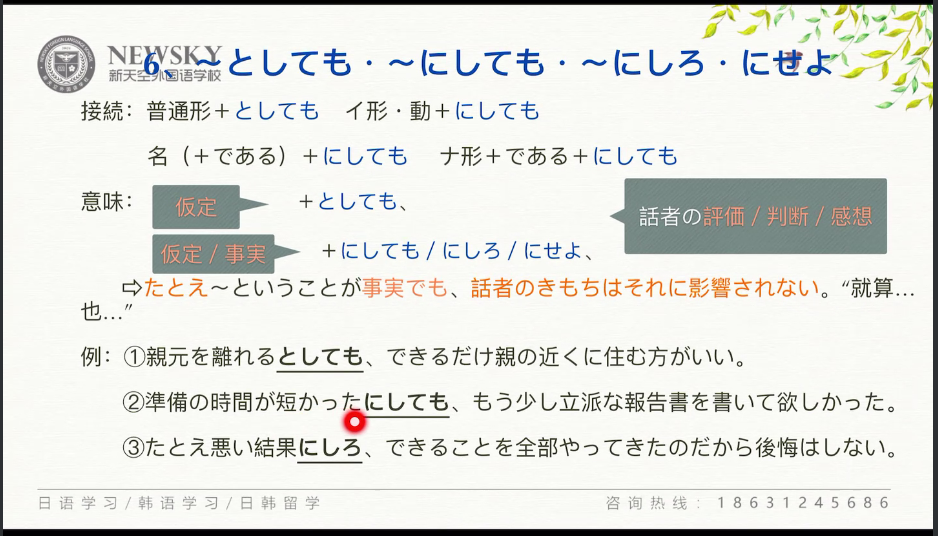 NEWSKY
新天空外国语学校
6、～としても・～にしても・～にしろ・にせよ
接続：普通形＋としても　イ形・動＋にしても
名（＋である）＋にしても　ナ形＋である＋にしても
意味：　仮定　＋としても、
話者の評価 / 判断 / 感想
仮定 / 事実　＋にしても / にしろ / にせよ、
⇨たとえ～ということが事実でも、話者のきもちはそれに影響されない。“就算…
也…”
例：①親元を離れるとしても、できるだけ親の近くに住む方がいい。
②準備の時間が短かったにしても、もう少し立派な報告書を書いて欲しかった。
③たとえ悪い結果にしろ、できることを全部やってきたのだから後悔はしない。
日语学习/韩语学习/日韩留学
咨询热线：18631245686